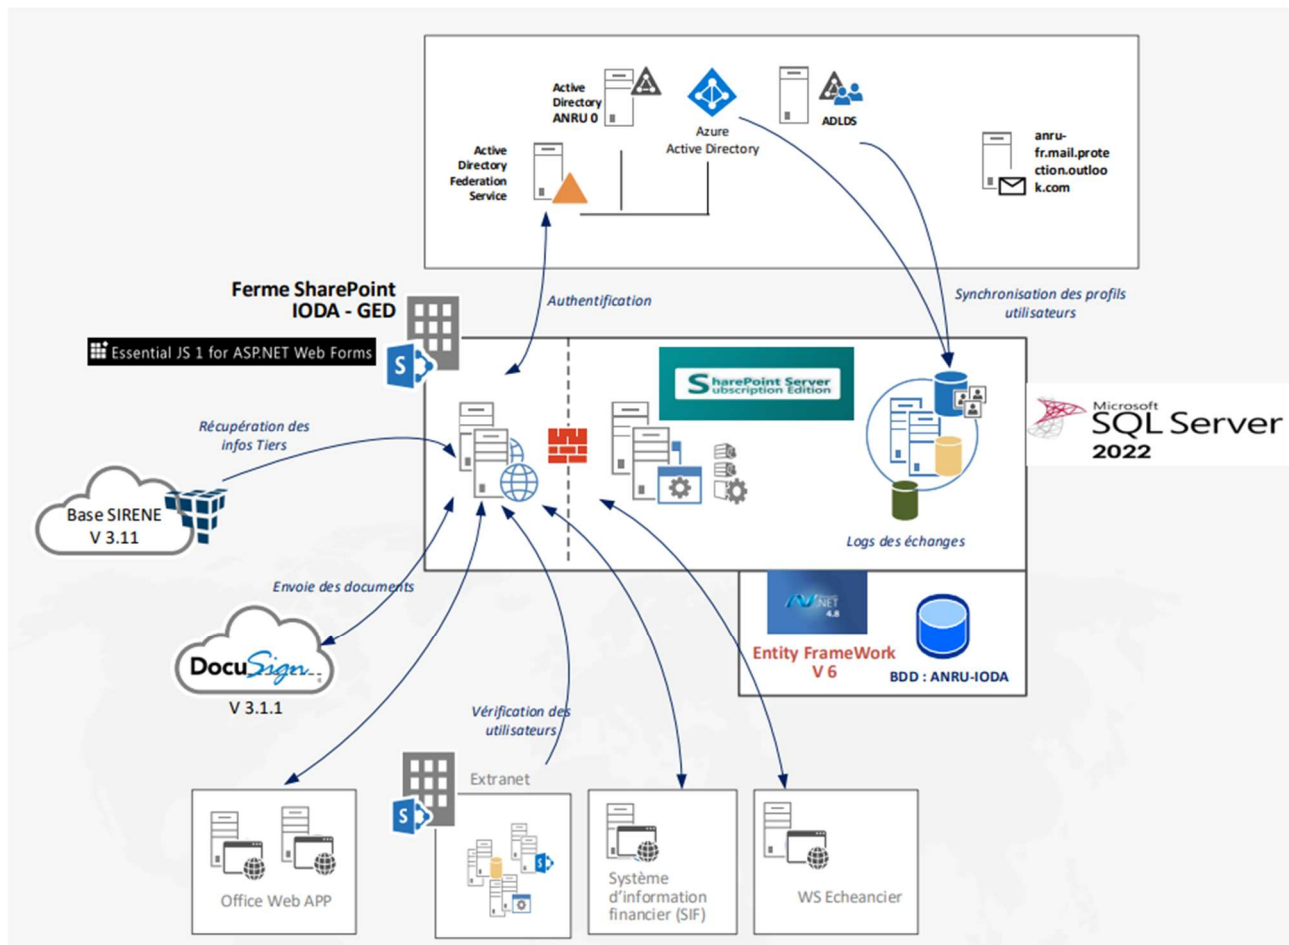 Active
Directory
ANRU 0
Azure
Active Directory
ADLDS
anru-
fr.mail.prote
ction.outloo
k.com
Active
Directory
Federation
Service
Ferme SharePoint
IODA - GED
Authentification
Synchronisation des profils
utilisateurs
Essential JS 1 for ASP.NET Web Forms
S
SharePoint Server
Subscription Edition
Microsoft
SQL Server
2022
Récupération des
infos Tiers
Base SIRENE
V 3.11
Logs des échanges
Envoie des documents
DocuSign
V 3.1.1
.NET
4.8
Entity FrameWork
V 6
BDD : ANRU-IODA
Vérification des
utilisateurs
Extranet
S
S
Office Web APP
Système
d'information
financier (SIF)
WS Echeancier